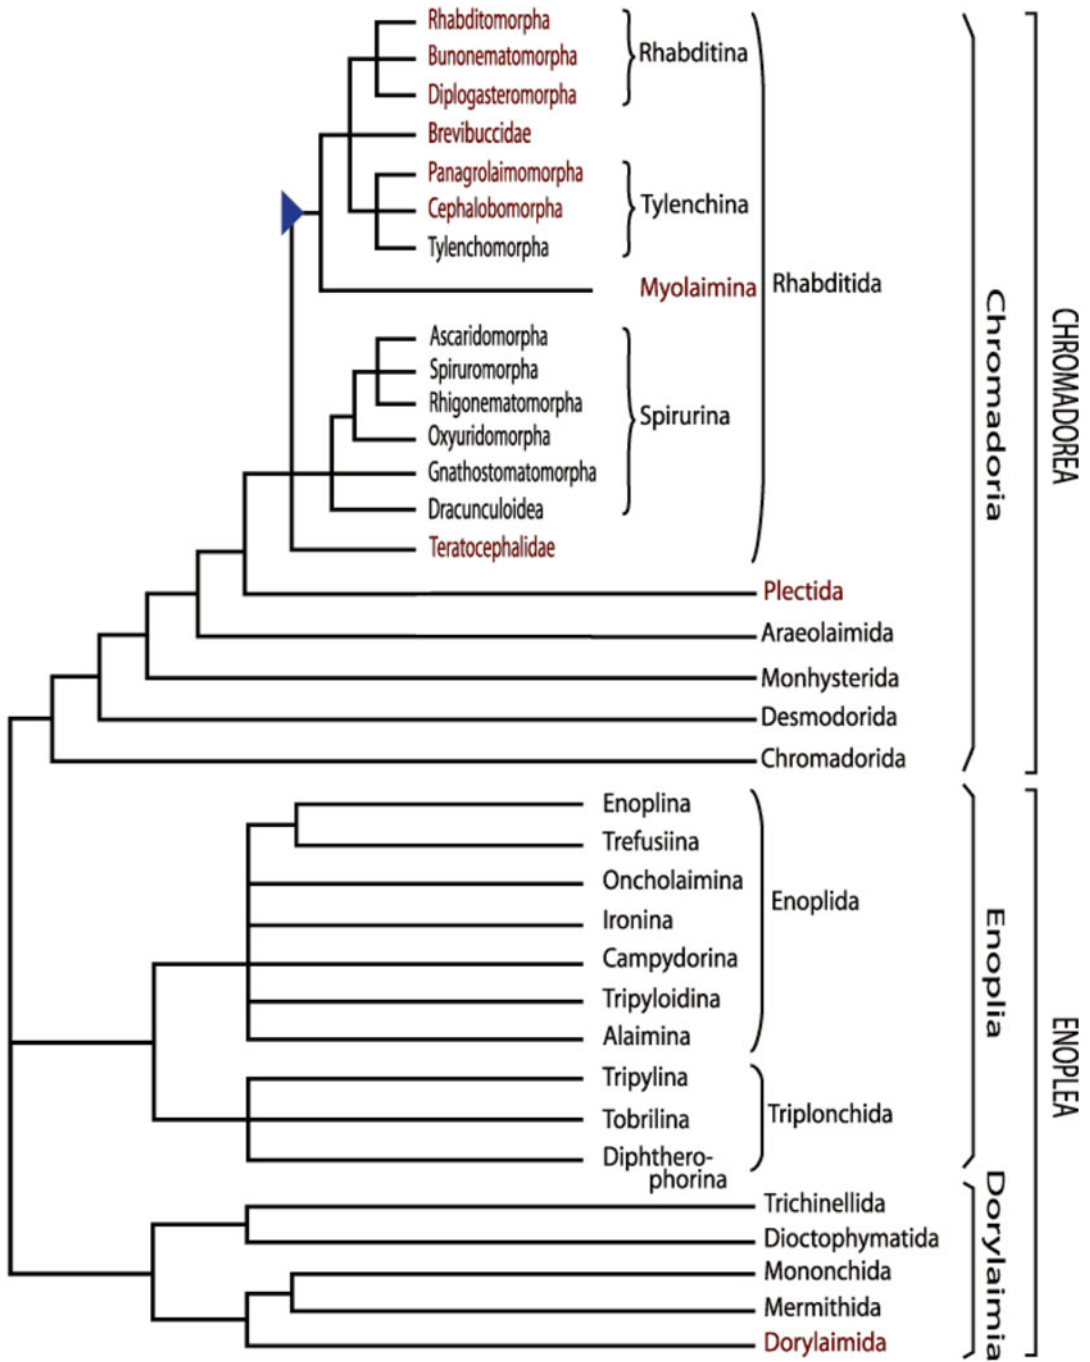 Rhabditomorpha
Bunonematomorpha
Diplogasteromorpha
Rhabditina
Brevibuccidae
Panagrolaimomorpha
Cephalobomorpha
Tylenchomorpha
Tylenchina
Myolaimina
Rhabditida
Ascaridomorpha
Spiruromorpha
Rhigonematomorpha
Oxyuridomorpha
Gnathostomatomorpha
Dracunculoidea
Spirurina
Teratocephalidae
Plectida
Araeolaimida
Monhysterida
Desmodorida
Chromadorida
Chromadoria
CHROMADOREA
Enoplina
Trefusiina
Oncholaimina
Ironina
Campydorina
Tripyloidina
Alaimina
Enoplida
Tripylina
Tobrilina
Diphthero-
phorina
Triplonchida
Enoplia
ENOPLEA
Trichinellida
Dioctophymatida
Mononchida
Mermithida
Dorylaimida
Dorylaimia